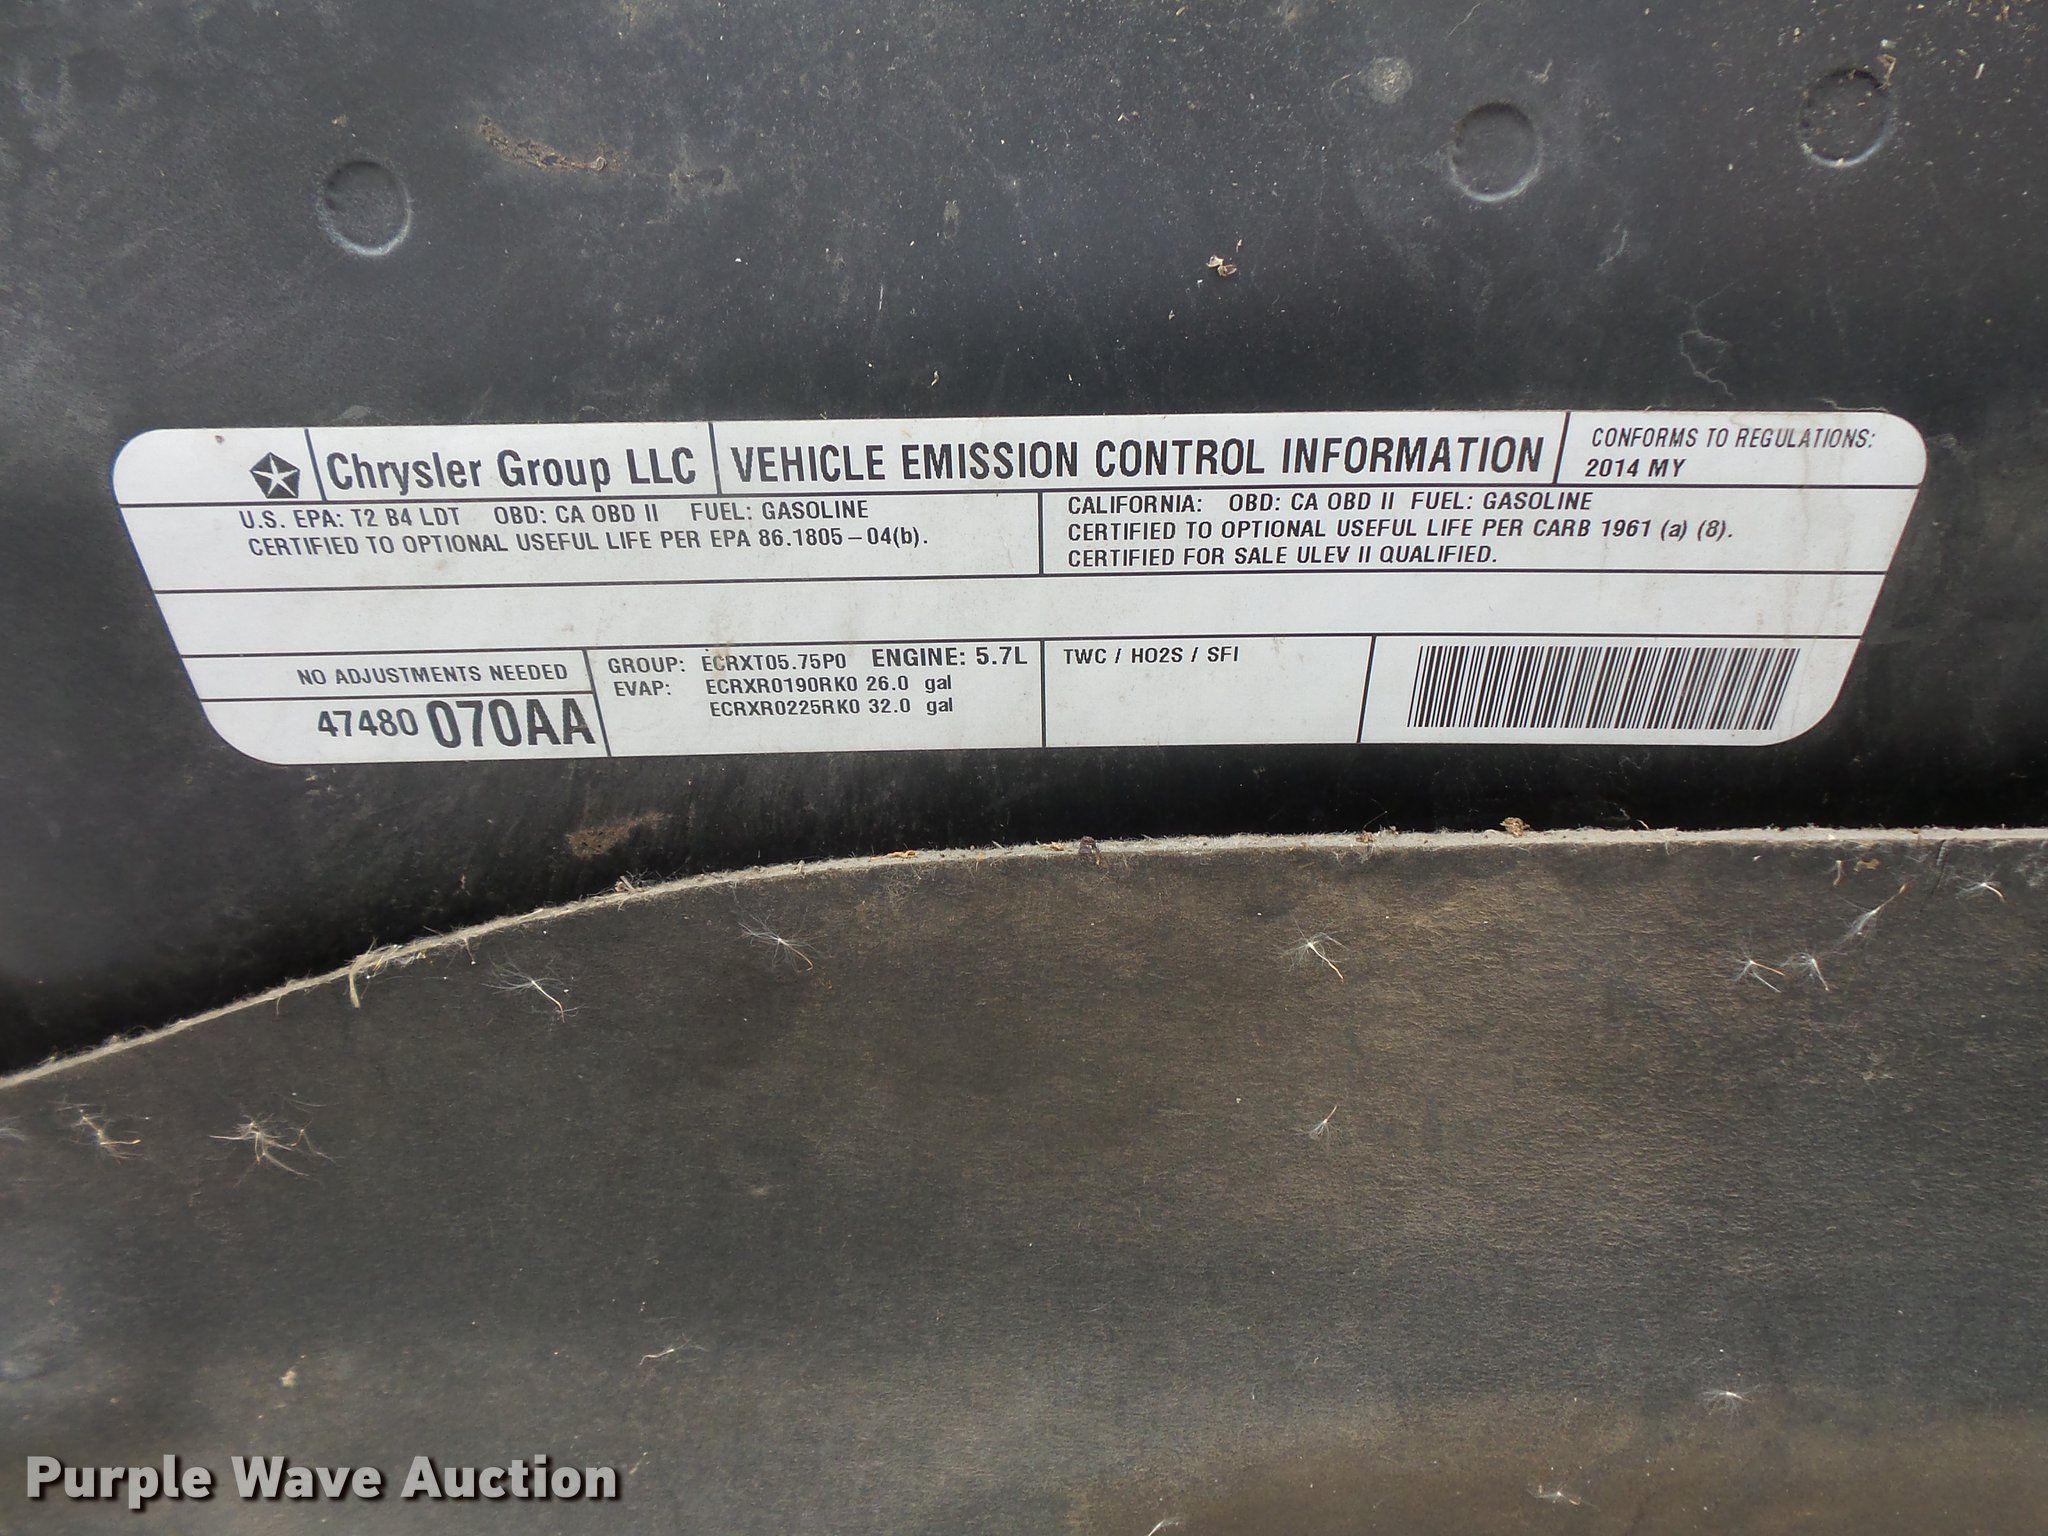 Chrysler Group LLC
VEHICLE EMISSION CONTROL INFORMATION
CONFORMS TO REGULATIONS:
2014 MY
U.S. EPA: T2 B4 LDT OBD: CA OBD II FUEL: GASOLINE
CERTIFIED TO OPTIONAL USEFUL LIFE PER EPA 86.1805-04(b).
CALIFORNIA: OBD: CA OBD II FUEL: GASOLINE
CERTIFIED TO OPTIONAL USEFUL LIFE PER CARB 1961 (a) (8).
CERTIFIED FOR SALE ULEV II QUALIFIED.
NO ADJUSTMENTS NEEDED
47480 070AA
GROUP: ECRXT05.75P0 ENGINE: 5.7L
EVAP: ECRXR0190RK0 26.0 gal
ECRXR0225RK0 32.0 gal
TWC / HO2S / SFI
Purple Wave Auction